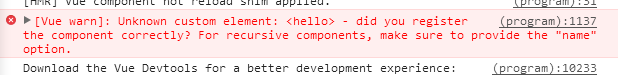 [HMR] Vue component hot reload shim applied. (program):31
[Vue warn]: Unknown custom element: <hello> - did you register (program):1137
the component correctly? For recursive components, make sure to provide the "name"
option.
Download the Vue Devtools for a better development experience: (program):10233